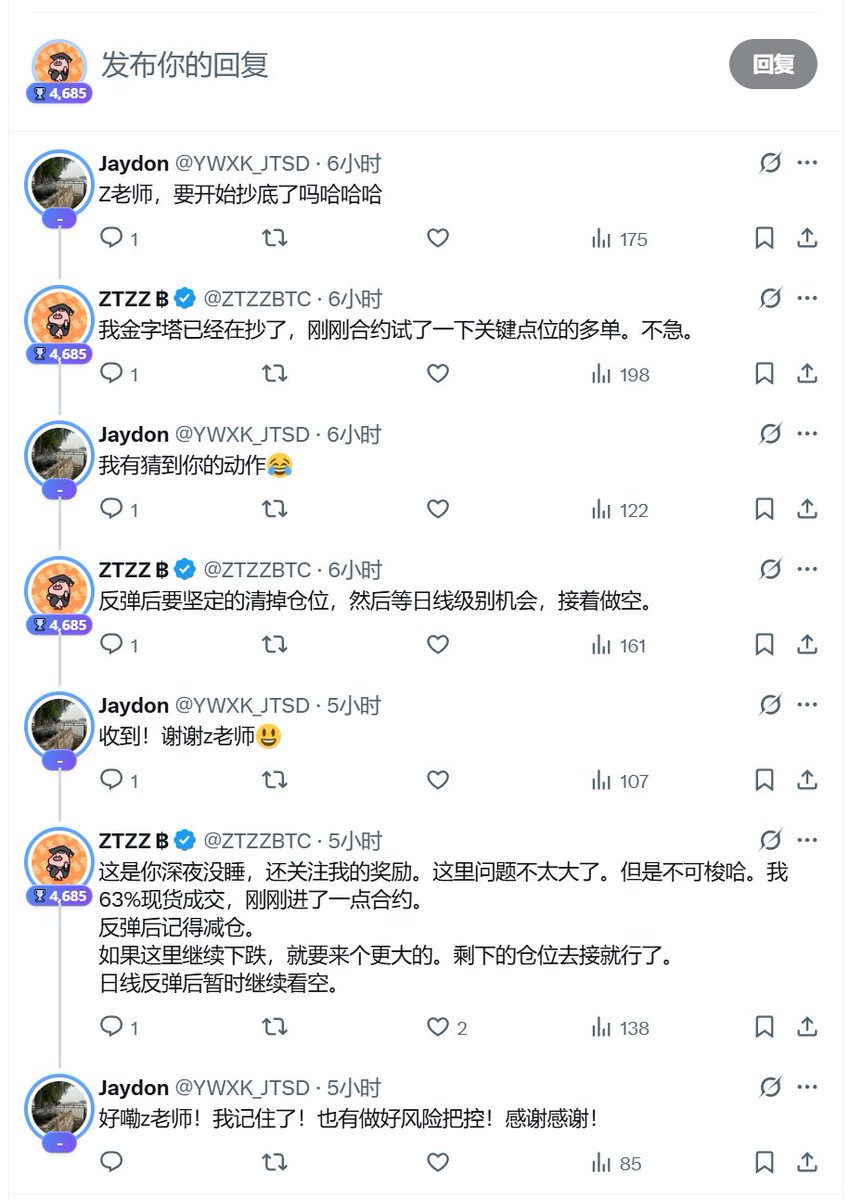 发布你的回复
回复
4,685
Jaydon @YWXK_JTSD · 6小时
Z老师，要开始抄底了吗哈哈哈
-
1
175
ZTZZ ฿ @ZTZZBTC · 6小时
我金字塔已经在抄了，刚刚合约试了一下关键点位的多单。不急。
4,685
1
198
Jaydon @YWXK_JTSD · 6小时
我有猜到你的动作😂
-
1
122
ZTZZ ฿ @ZTZZBTC · 6小时
反弹后要坚定的清掉仓位，然后等日线级别机会，接着做空。
4,685
1
161
Jaydon @YWXK_JTSD · 5小时
收到！谢谢z老师😃
-
1
107
ZTZZ ฿ @ZTZZBTC · 5小时
这是你深夜没睡，还关注我的奖励。这里问题不太大了。但是不可梭哈。我
63%现货成交，刚刚进了一点合约。
4,685
反弹后记得减仓。
如果这里继续下跌，就要来个更大的。剩下的仓位去接就行了。
日线反弹后暂时继续看空。
1
2
138
Jaydon @YWXK_JTSD · 5小时
好嘞z老师！我记住了！也有做好风险把控！感谢感谢！
-
85